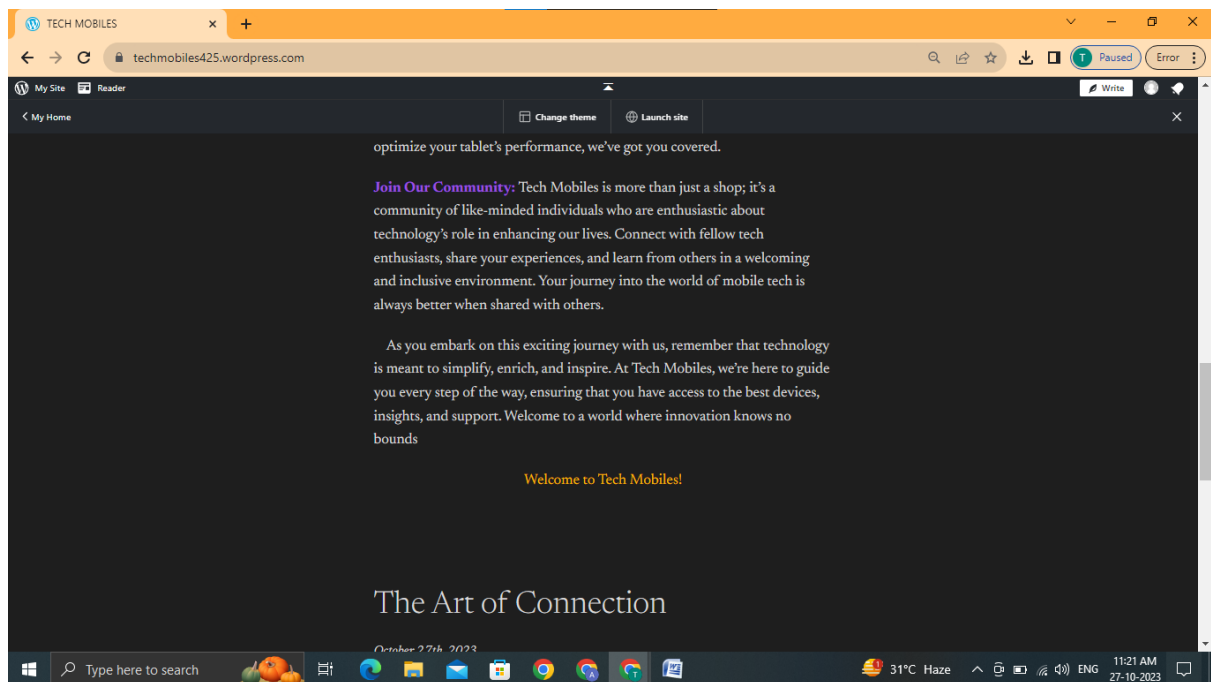 TECH MOBILES
techmobiles425.wordpress.com
T Paused Error
My Site Reader Write
My Home Change theme Launch site
optimize your tablet's performance, we've got you covered.
Join Our Community: Tech Mobiles is more than just a shop; it's a
community of like-minded individuals who are enthusiastic about
technology's role in enhancing our lives. Connect with fellow tech
enthusiasts, share your experiences, and learn from others in a welcoming
and inclusive environment. Your journey into the world of mobile tech is
always better when shared with others.
As you embark on this exciting journey with us, remember that technology
is meant to simplify, enrich, and inspire. At Tech Mobiles, we're here to guide
you every step of the way, ensuring that you have access to the best devices,
insights, and support. Welcome to a world where innovation knows no
bounds
Welcome to Tech Mobiles!
The Art of Connection
October 27th, 2023
Type here to search 31°C Haze ENG 11:21 AM
27-10-2023